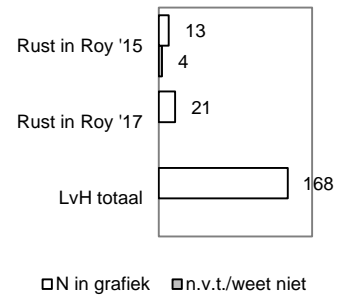 Rust in Roy '15 13
4
Rust in Roy '17 21
LvH totaal 168
N in grafiek n.v.t./weet niet